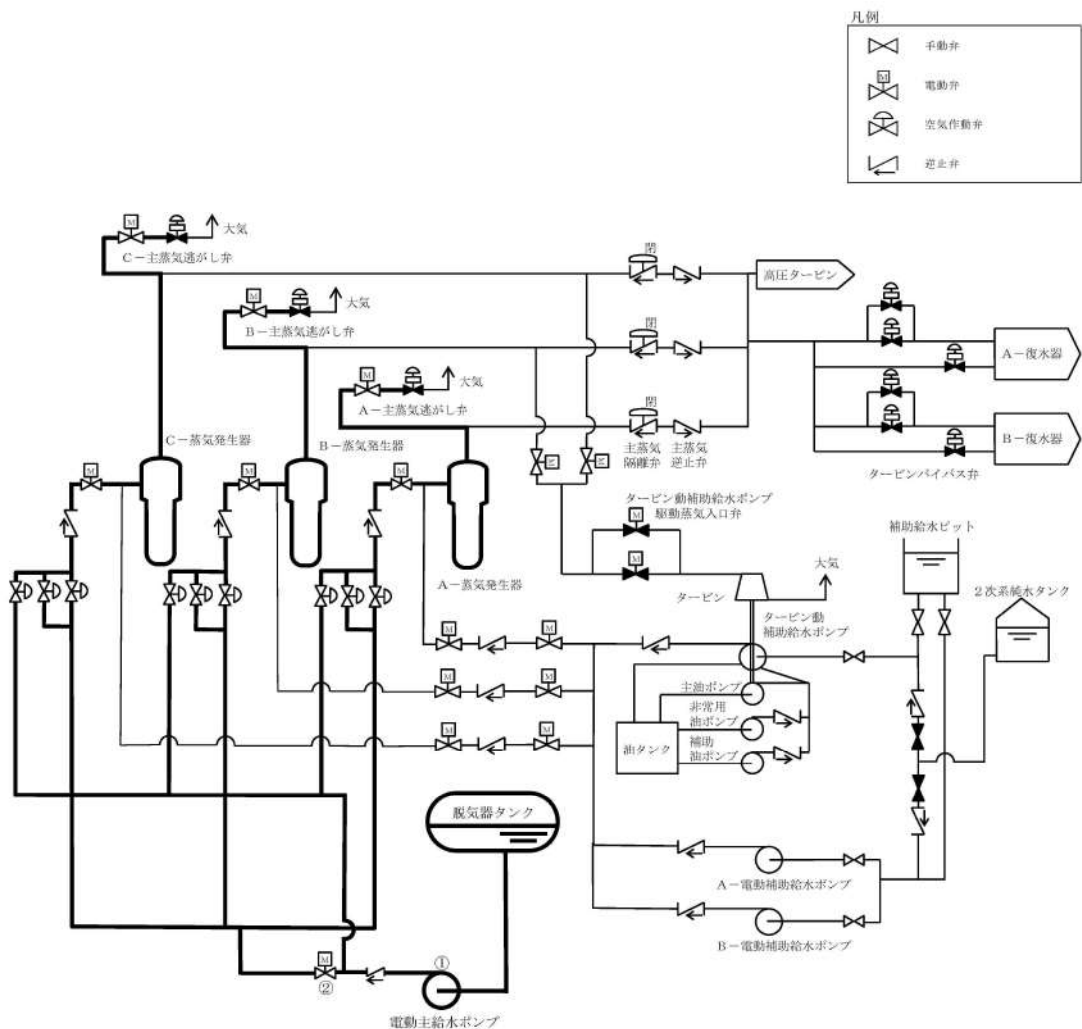 凡例
手動弁
M
電動弁
空気作動弁
逆止弁
M
大気
C-主蒸気逃がし弁
閉
高圧タービン
M
大気
B-主蒸気逃がし弁
閉
M
大気
A-主蒸気逃がし弁
閉
A-復水器
B-復水器
主蒸気
隔離弁
主蒸気
逆止弁
タービンバイパス弁
C-蒸気発生器
B-蒸気発生器
M
M
M
M
M
A-蒸気発生器
タービン動補助給水ポンプ
駆動蒸気入口弁
M
M
補助給水ピット
大気
タービン
2次系純水タンク
タービン動
補助給水ポンプ
M
M
M
M
M
M
主油ポンプ
非常用
油ポンプ
補助
油ポンプ
油タンク
脱気器タンク
A-電動補助給水ポンプ
B-電動補助給水ポンプ
M
②
①
電動主給水ポンプ